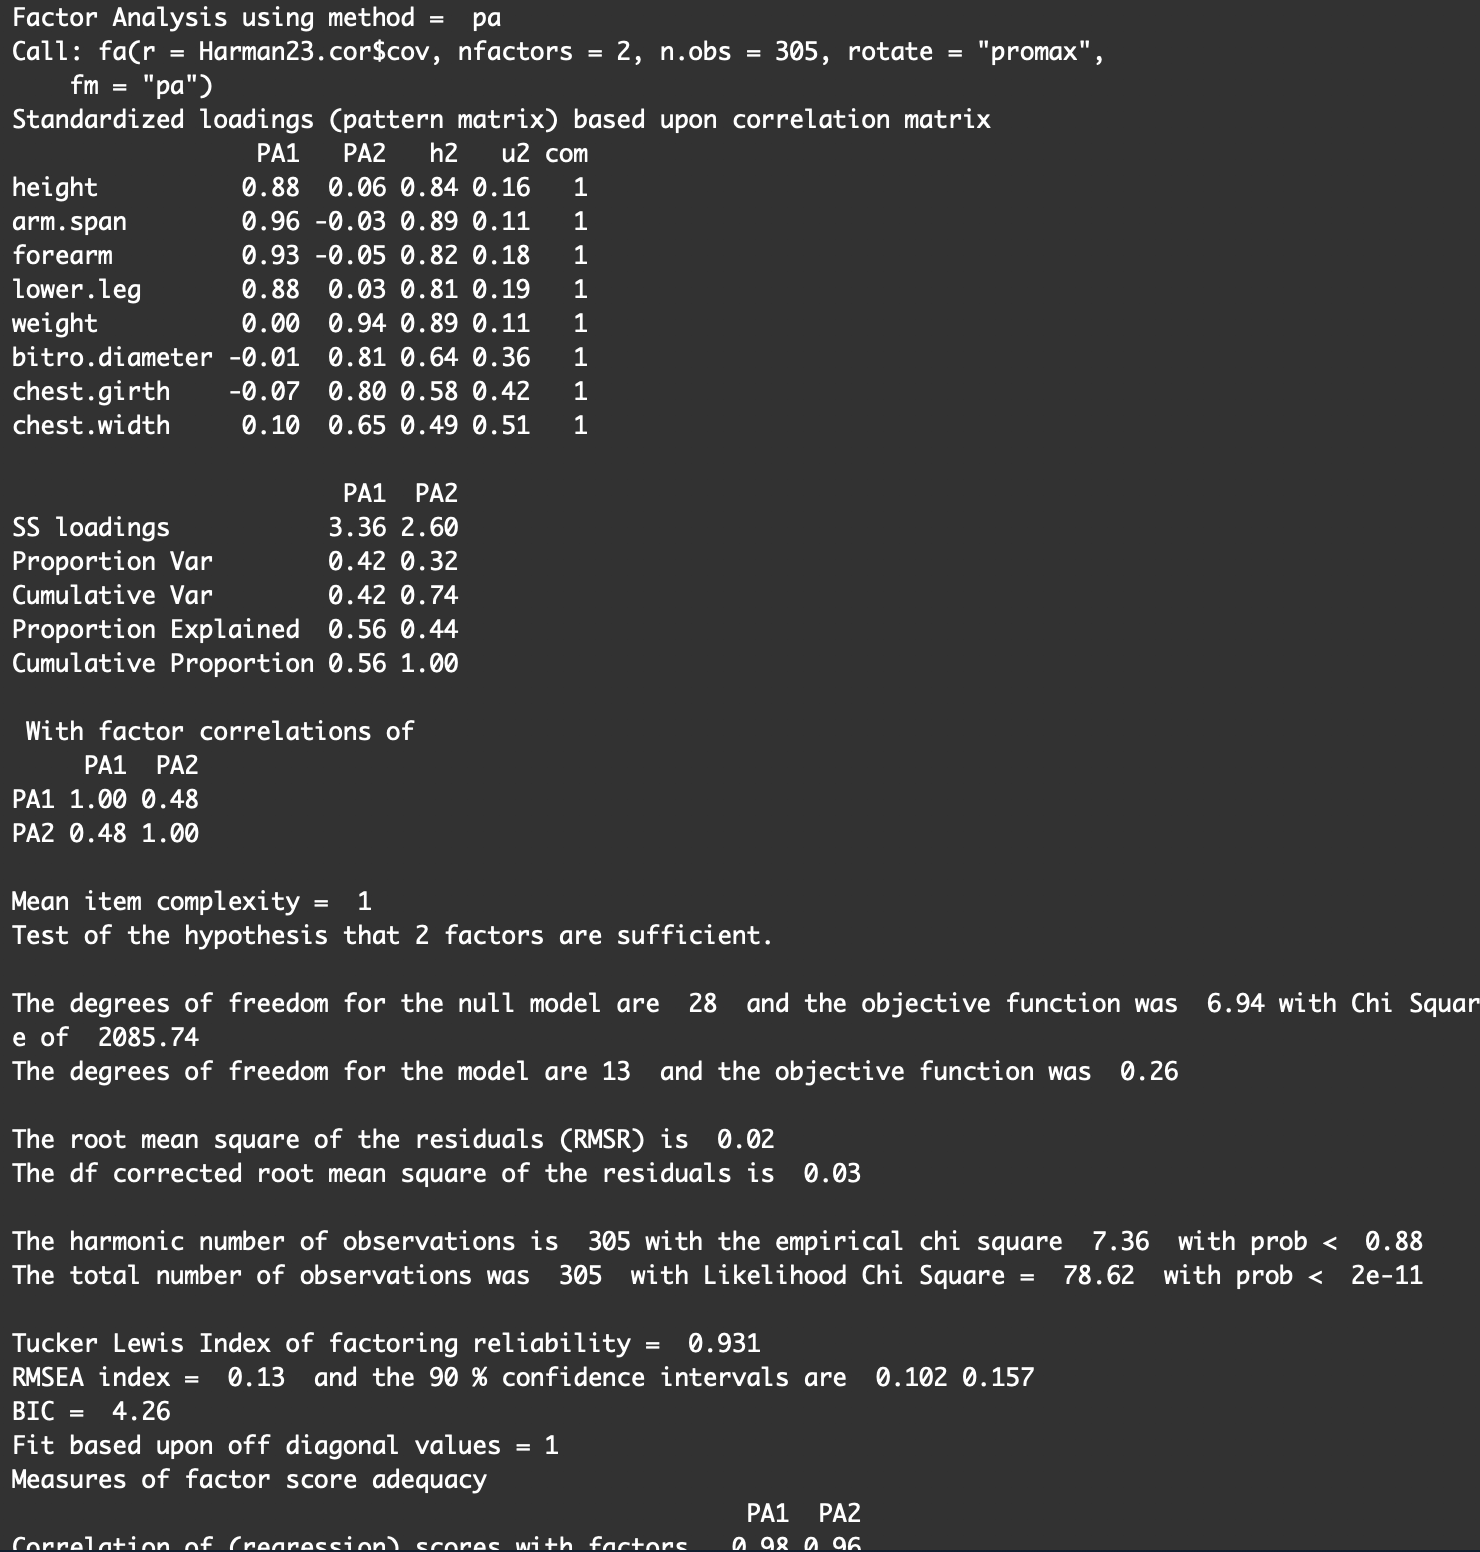 Factor Analysis using method =  pa
Call: fa(r = Harman23.cor$cov, nfactors = 2, n.obs = 305, rotate = "promax",
    fm = "pa")
Standardized loadings (pattern matrix) based upon correlation matrix
                 PA1   PA2   h2   u2 com
height          0.88  0.06 0.84 0.16   1
arm.span        0.96 -0.03 0.89 0.11   1
forearm         0.93 -0.05 0.82 0.18   1
lower.leg       0.88  0.03 0.81 0.19   1
weight          0.00  0.94 0.89 0.11   1
bitro.diameter -0.01  0.81 0.64 0.36   1
chest.girth    -0.07  0.80 0.58 0.42   1
chest.width     0.10  0.65 0.49 0.51   1
                       PA1  PA2
SS loadings           3.36 2.60
Proportion Var        0.42 0.32
Cumulative Var        0.42 0.74
Proportion Explained  0.56 0.44
Cumulative Proportion 0.56 1.00
 With factor correlations of
     PA1  PA2
PA1 1.00 0.48
PA2 0.48 1.00
Mean item complexity =  1
Test of the hypothesis that 2 factors are sufficient.
The degrees of freedom for the null model are  28  and the objective function was  6.94 with Chi Squar
e of  2085.74
The degrees of freedom for the model are 13  and the objective function was  0.26
The root mean square of the residuals (RMSR) is  0.02
The df corrected root mean square of the residuals is  0.03
The harmonic number of observations is  305 with the empirical chi square  7.36  with prob <  0.88
The total number of observations was  305  with Likelihood Chi Square =  78.62  with prob <  2e-11
Tucker Lewis Index of factoring reliability =  0.931
RMSEA index =  0.13  and the 90 % confidence intervals are  0.102 0.157
BIC =  4.26
Fit based upon off diagonal values = 1
Measures of factor score adequacy
                                                   PA1  PA2
Correlation of (regression) scores with factors   0.98 0.96